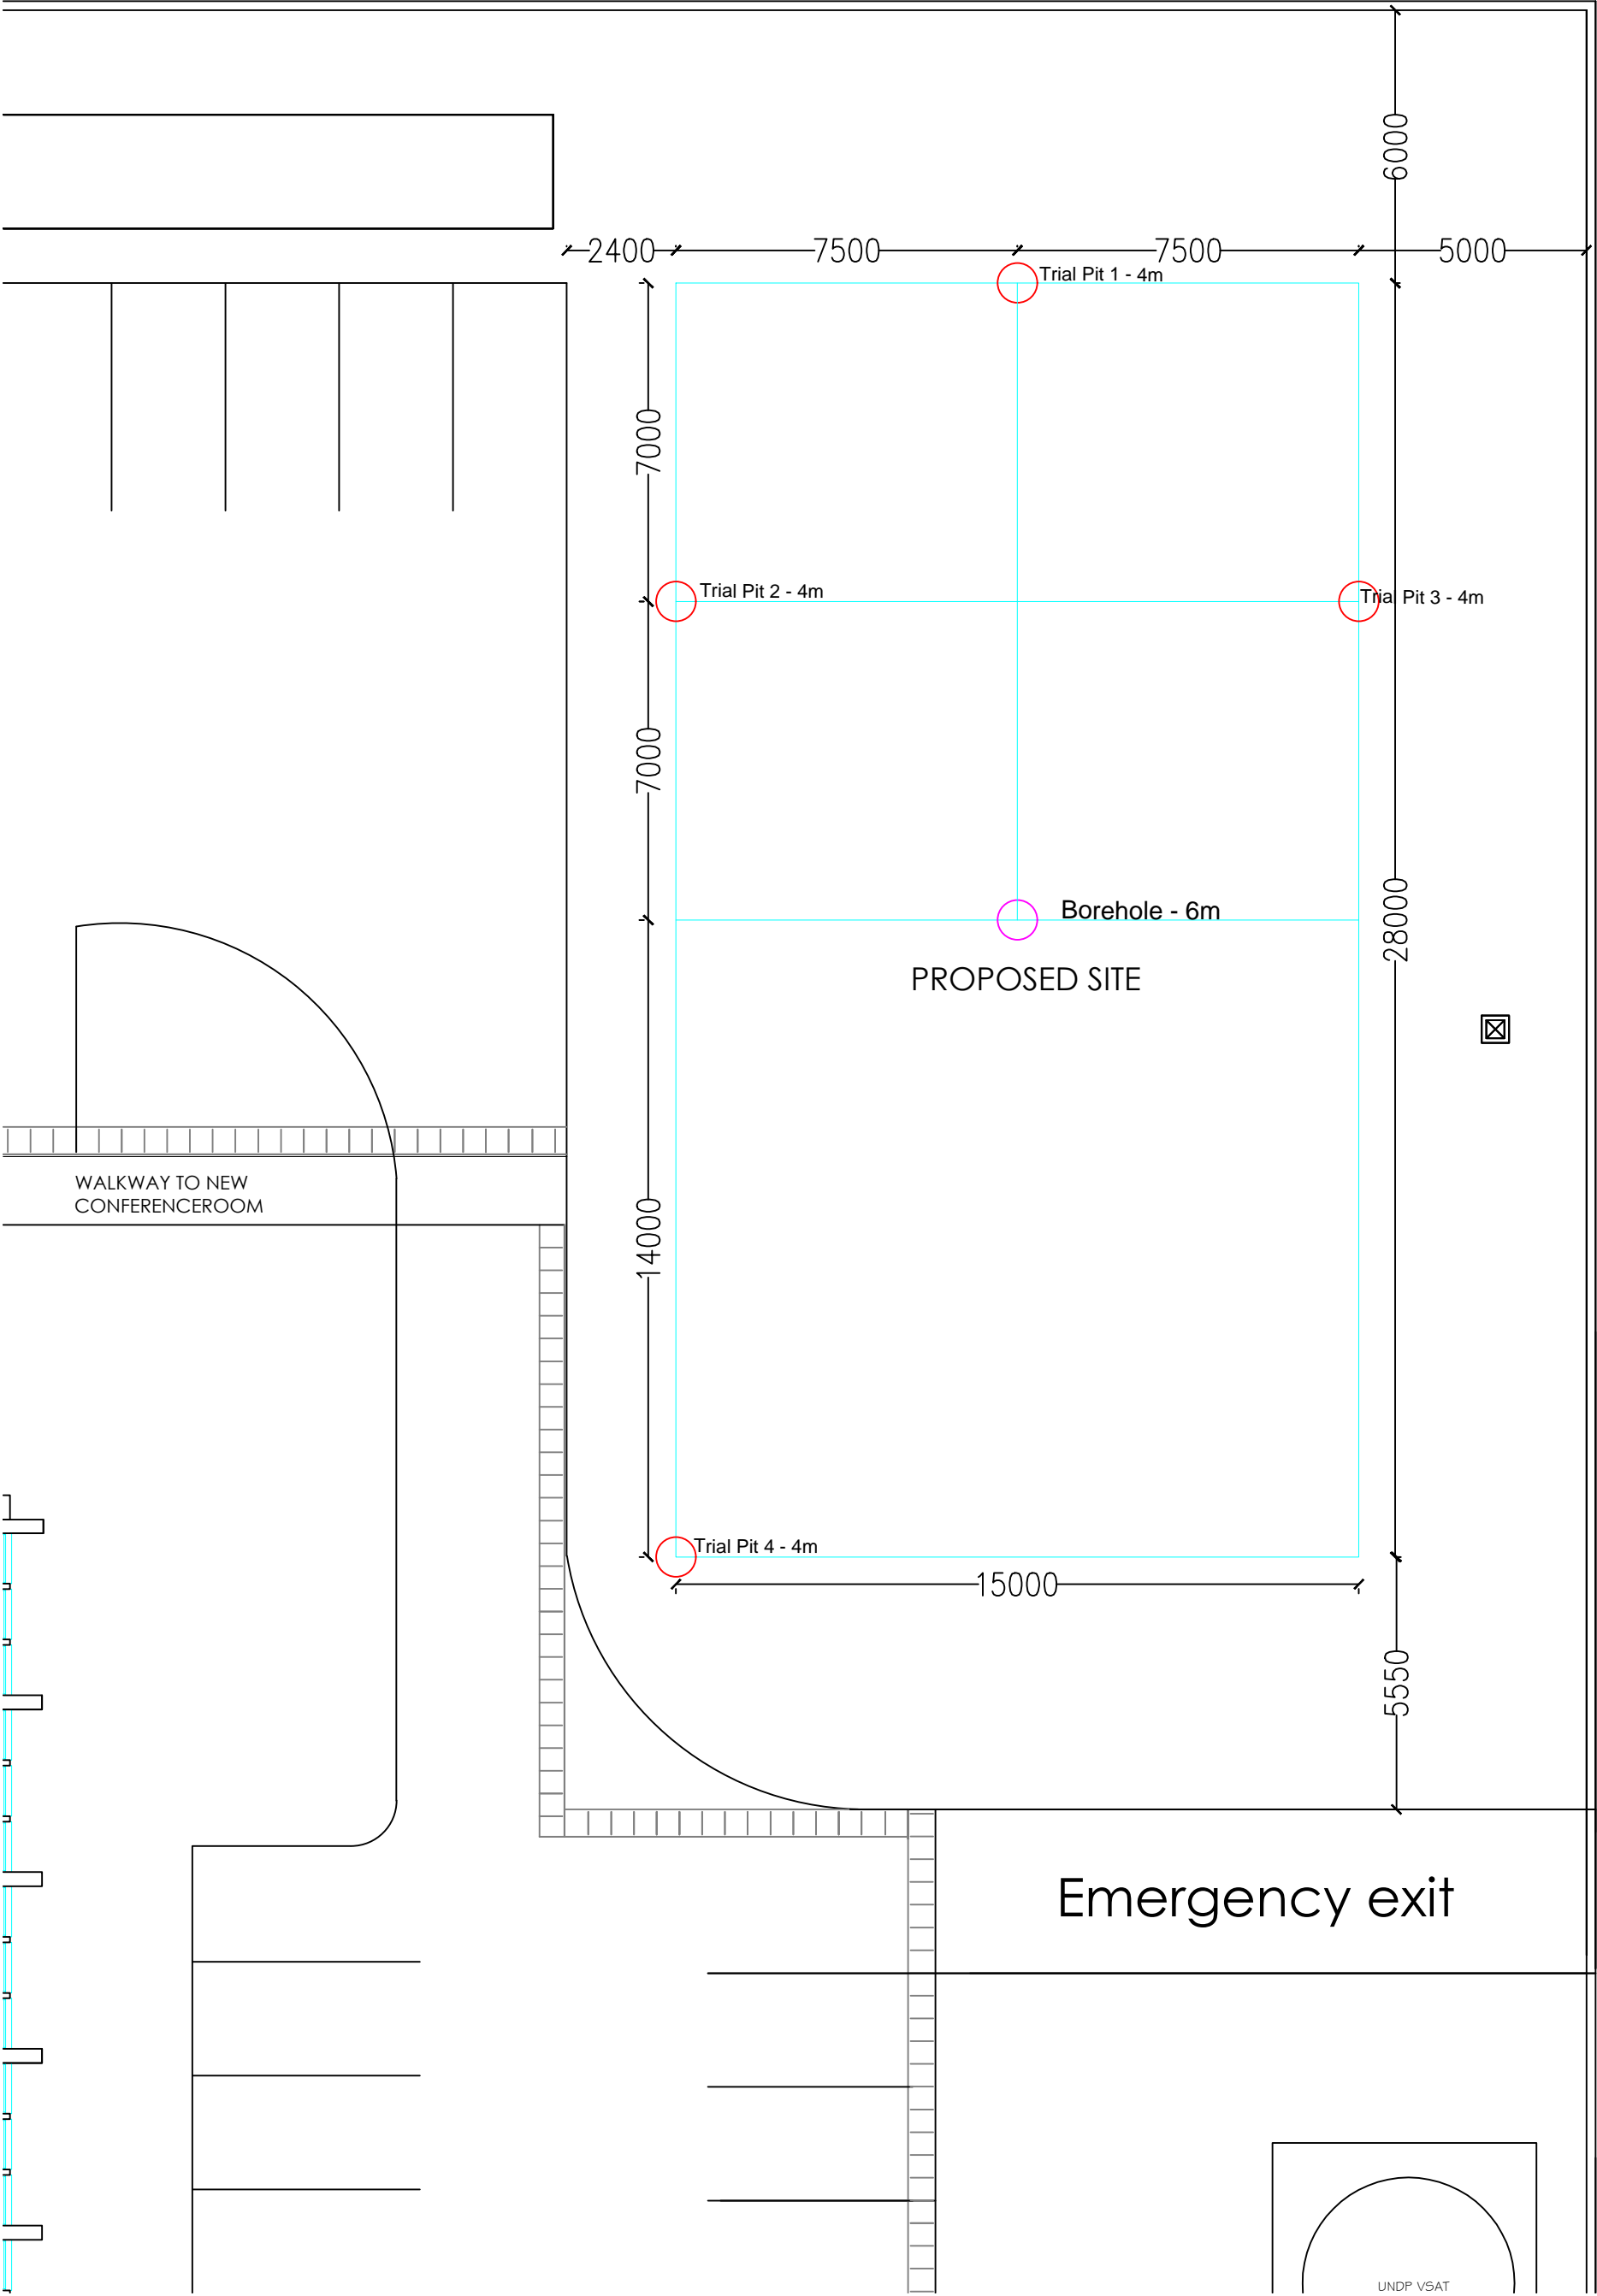 6000
2400
7500
7500
5000
Trial Pit 1 - 4m
7000
Trial Pit 2 - 4m
Trial Pit 3 - 4m
7000
28000
Borehole - 6m
PROPOSED SITE
WALKWAY TO NEW
CONFERENCEROOM
14000
Trial Pit 4 - 4m
15000
5550
Emergency exit
UNDP VSAT